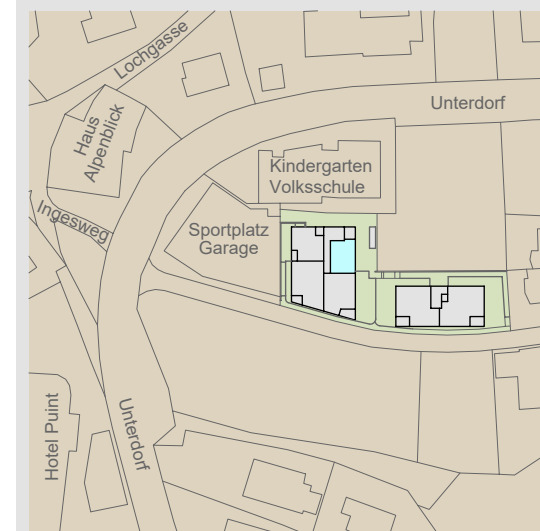 Lochgasse
Unterdorf
Haus
Alpenblick
Kindergarten
Volksschule
Ingesweg
Sportplatz
Garage
Hotel Puint
Unterdorf